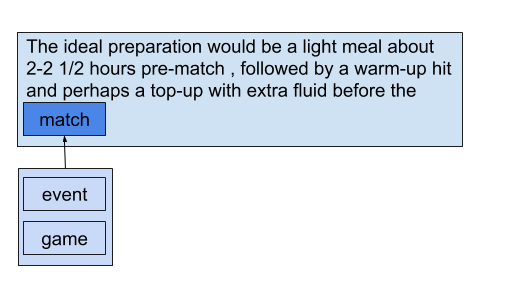 The ideal preparation would be a light meal about
2-2 1/2 hours pre-match , followed by a warm-up hit
and perhaps a top-up with extra fluid before the
match
event
game